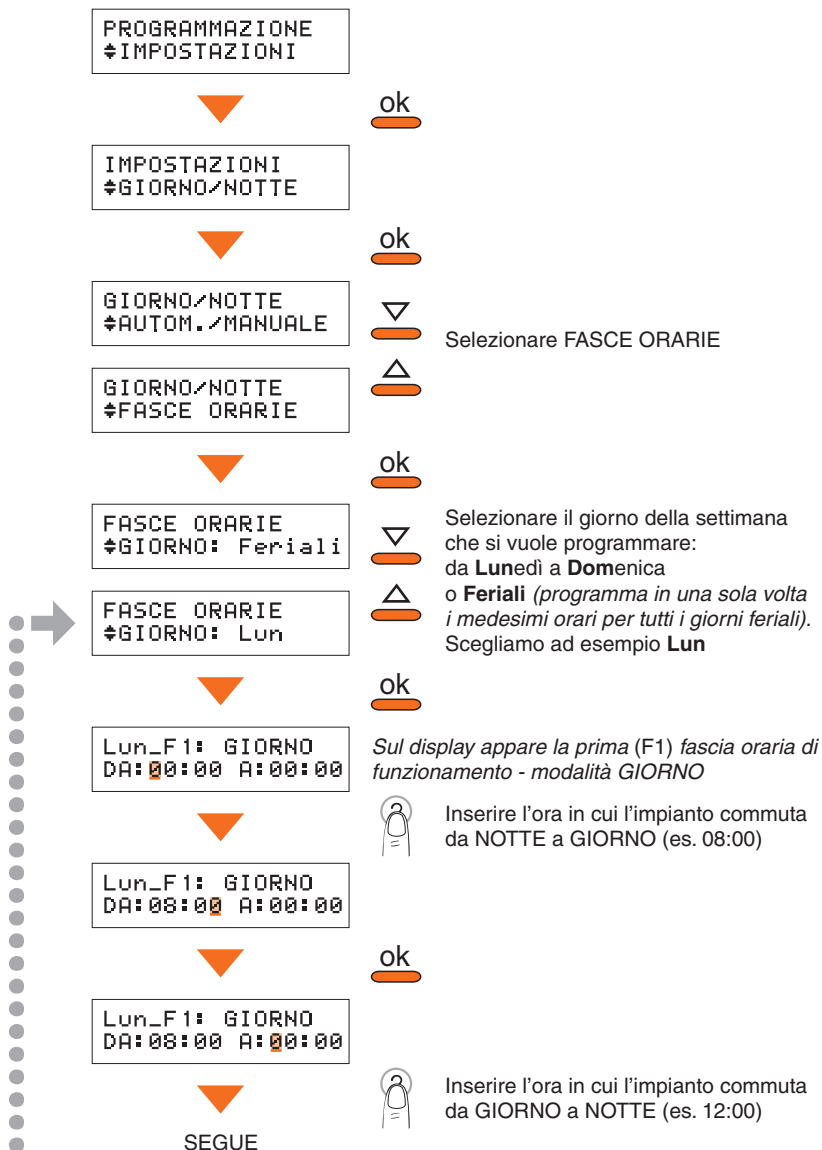 PROGRAMMAZIONE
IMPOSTAZIONI
ok
IMPOSTAZIONI
GIORNO/NOTTE
ok
GIORNO/NOTTE
AUTOM./MANUALE
Selezionare FASCE ORARIE
GIORNO/NOTTE
FASCE ORARIE
ok
FASCE ORARIE
GIORNO: Feriali
Selezionare il giorno della settimana
che si vuole programmare:
da Lunedì a Domenica
o Feriali (programma in una sola volta
i medesimi orari per tutti i giorni feriali).
Scegliamo ad esempio Lun
FASCE ORARIE
GIORNO: Lun
ok
Lun_F1: GIORNO
DA:00:00 A:00:00
Sul display appare la prima (F1) fascia oraria di
funzionamento - modalità GIORNO
Inserire l'ora in cui l'impianto commuta
da NOTTE a GIORNO (es. 08:00)
Lun_F1: GIORNO
DA:08:00 A:00:00
ok
Lun_F1: GIORNO
DA:08:00 A:00:00
Inserire l'ora in cui l'impianto commuta
da GIORNO a NOTTE (es. 12:00)
SEGUE